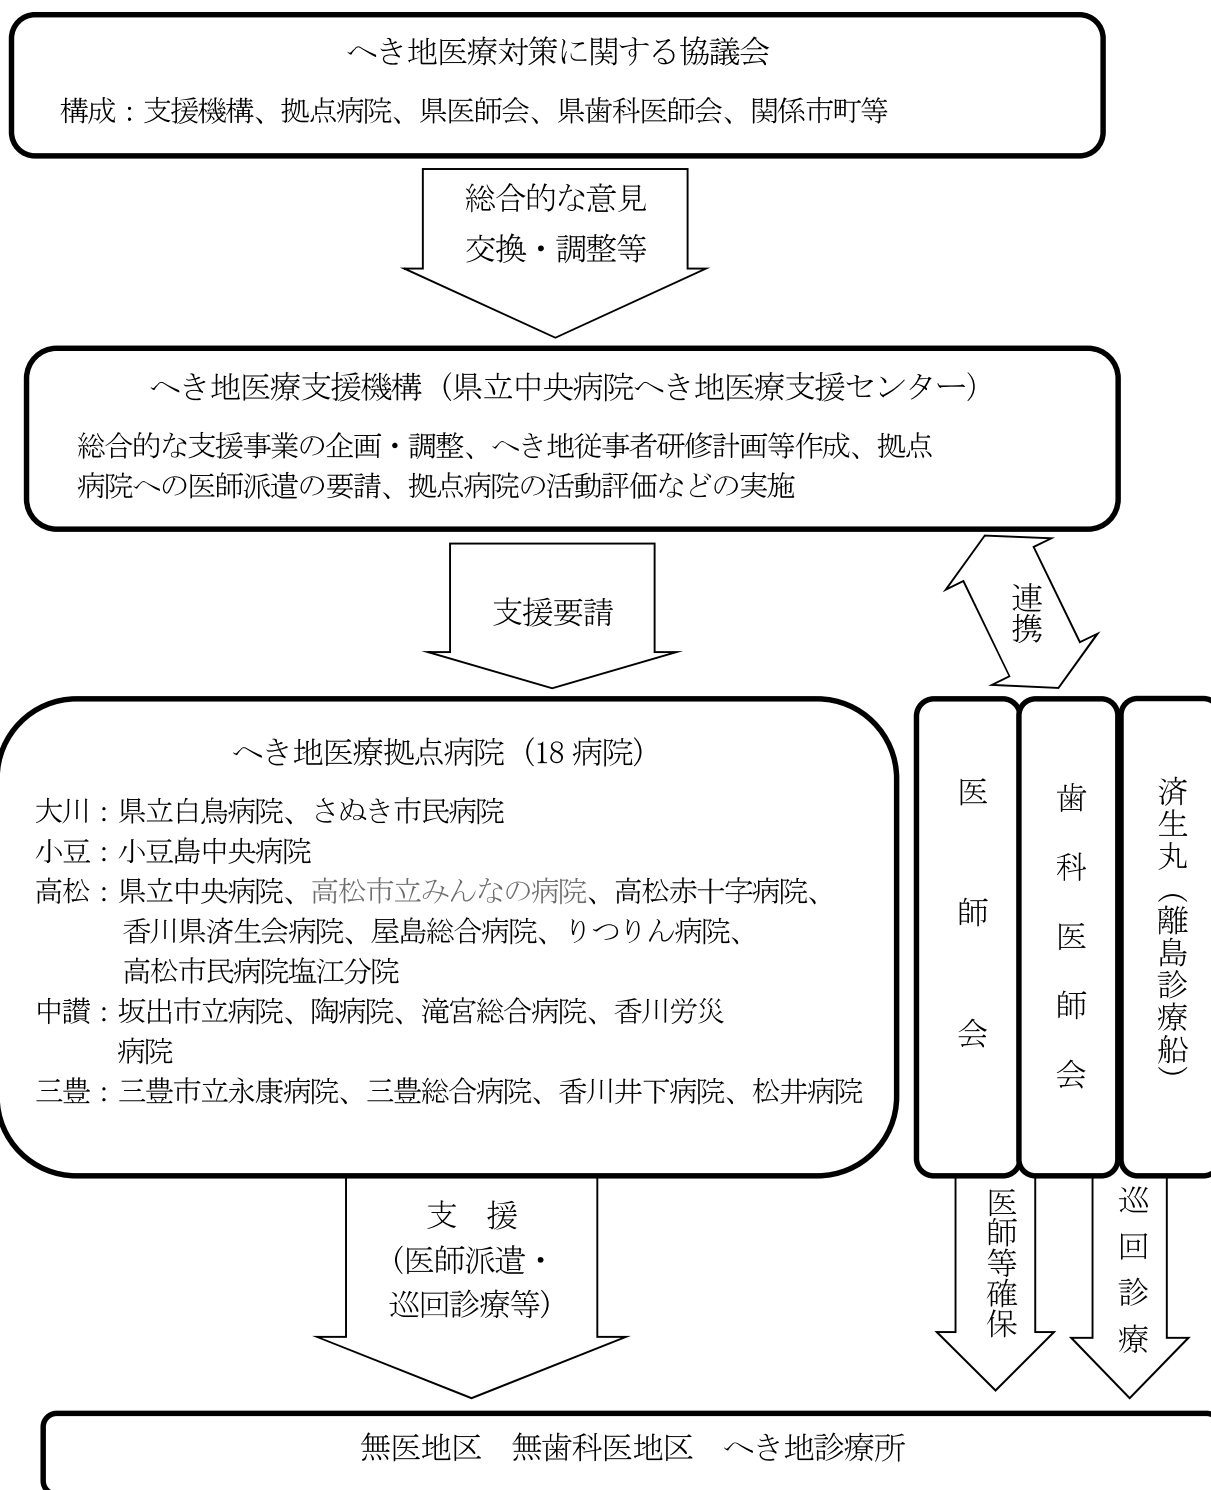 へき地医療対策に関する協議会
構成：支援機構、拠点病院、県医師会、県歯科医師会、関係市町等
総合的な意見
交換・調整等
へき地医療支援機構（県立中央病院へき地医療支援センター）
総合的な支援事業の企画・調整、へき地従事者研修計画等作成、拠点
病院への医師派遣の要請、拠点病院の活動評価などの実施
支援要請
連携
へき地医療拠点病院（18 病院）
大川：県立白鳥病院、さぬき市民病院
小豆：小豆島中央病院
高松：県立中央病院、高松市立みんなの病院、高松赤十字病院、
香川県済生会病院、屋島総合病院、りつりん病院、
高松市民病院塩江分院
中讃：坂出市立病院、陶病院、滝宮総合病院、香川労災
病院
三豊：三豊市立永康病院、三豊総合病院、香川井下病院、松井病院
医師会
歯科医師会
済生丸（離島診療船）
支　援
（医師派遣・
巡回診療等）
医師等確保
巡回診療
無医地区　無歯科医地区　へき地診療所